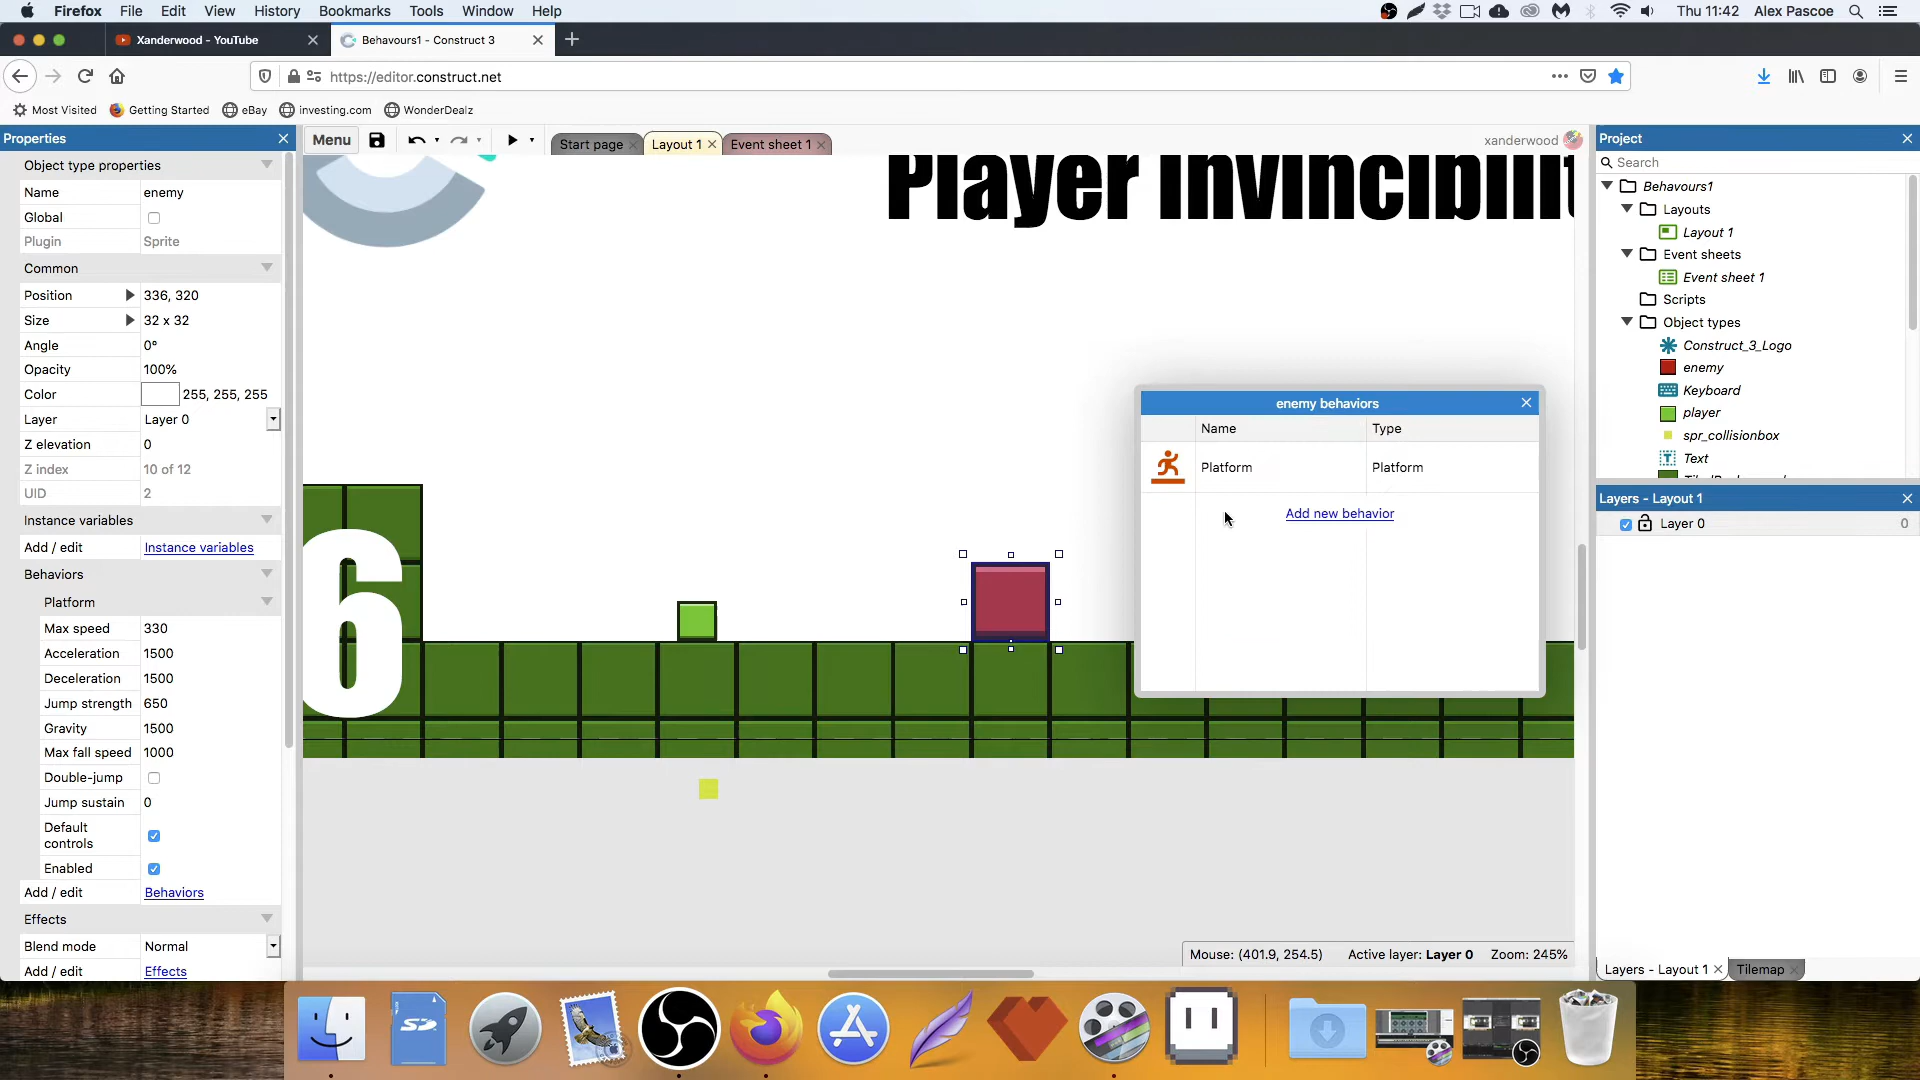 Firefox File Edit View History Bookmarks Tools Window Help Thu 11:42 Alex Pascoe
Xanderwood - YouTube Behavours1 - Construct 3
https://editor.construct.net
Most Visited Getting Started eBay investing.com WonderDealz
Properties
Object type properties
Name enemy
Global
Plugin Sprite
Common
Position 336, 320
Size 32 x 32
Angle 0°
Opacity 100%
Color 255, 255, 255
Layer Layer 0
Z elevation 0
Z index 10 of 12
UID 2
Instance variables
Add / edit Instance variables
Behaviors
Platform
Max speed 330
Acceleration 1500
Deceleration 1500
Jump strength 650
Gravity 1500
Max fall speed 1000
Double-jump
Jump sustain 0
Default
controls
Enabled
Add / edit Behaviors
Effects
Blend mode Normal
Add / edit Effects
Menu Start page Layout 1 Event sheet 1 xanderwood
Player
6
enemy behaviors
Name Type
Platform Platform
Add new behavior
Mouse: (401.9, 254.5) Active layer: Layer 0 Zoom: 245%
Project
Search
Behavours1
Layouts
Layout 1
Event sheets
Event sheet 1
Scripts
Object types
Construct_3_Logo
enemy
Keyboard
player
spr_collisionbox
Text
Layers - Layout 1
Layer 0 0
Layers - Layout 1 Tilemap
SD